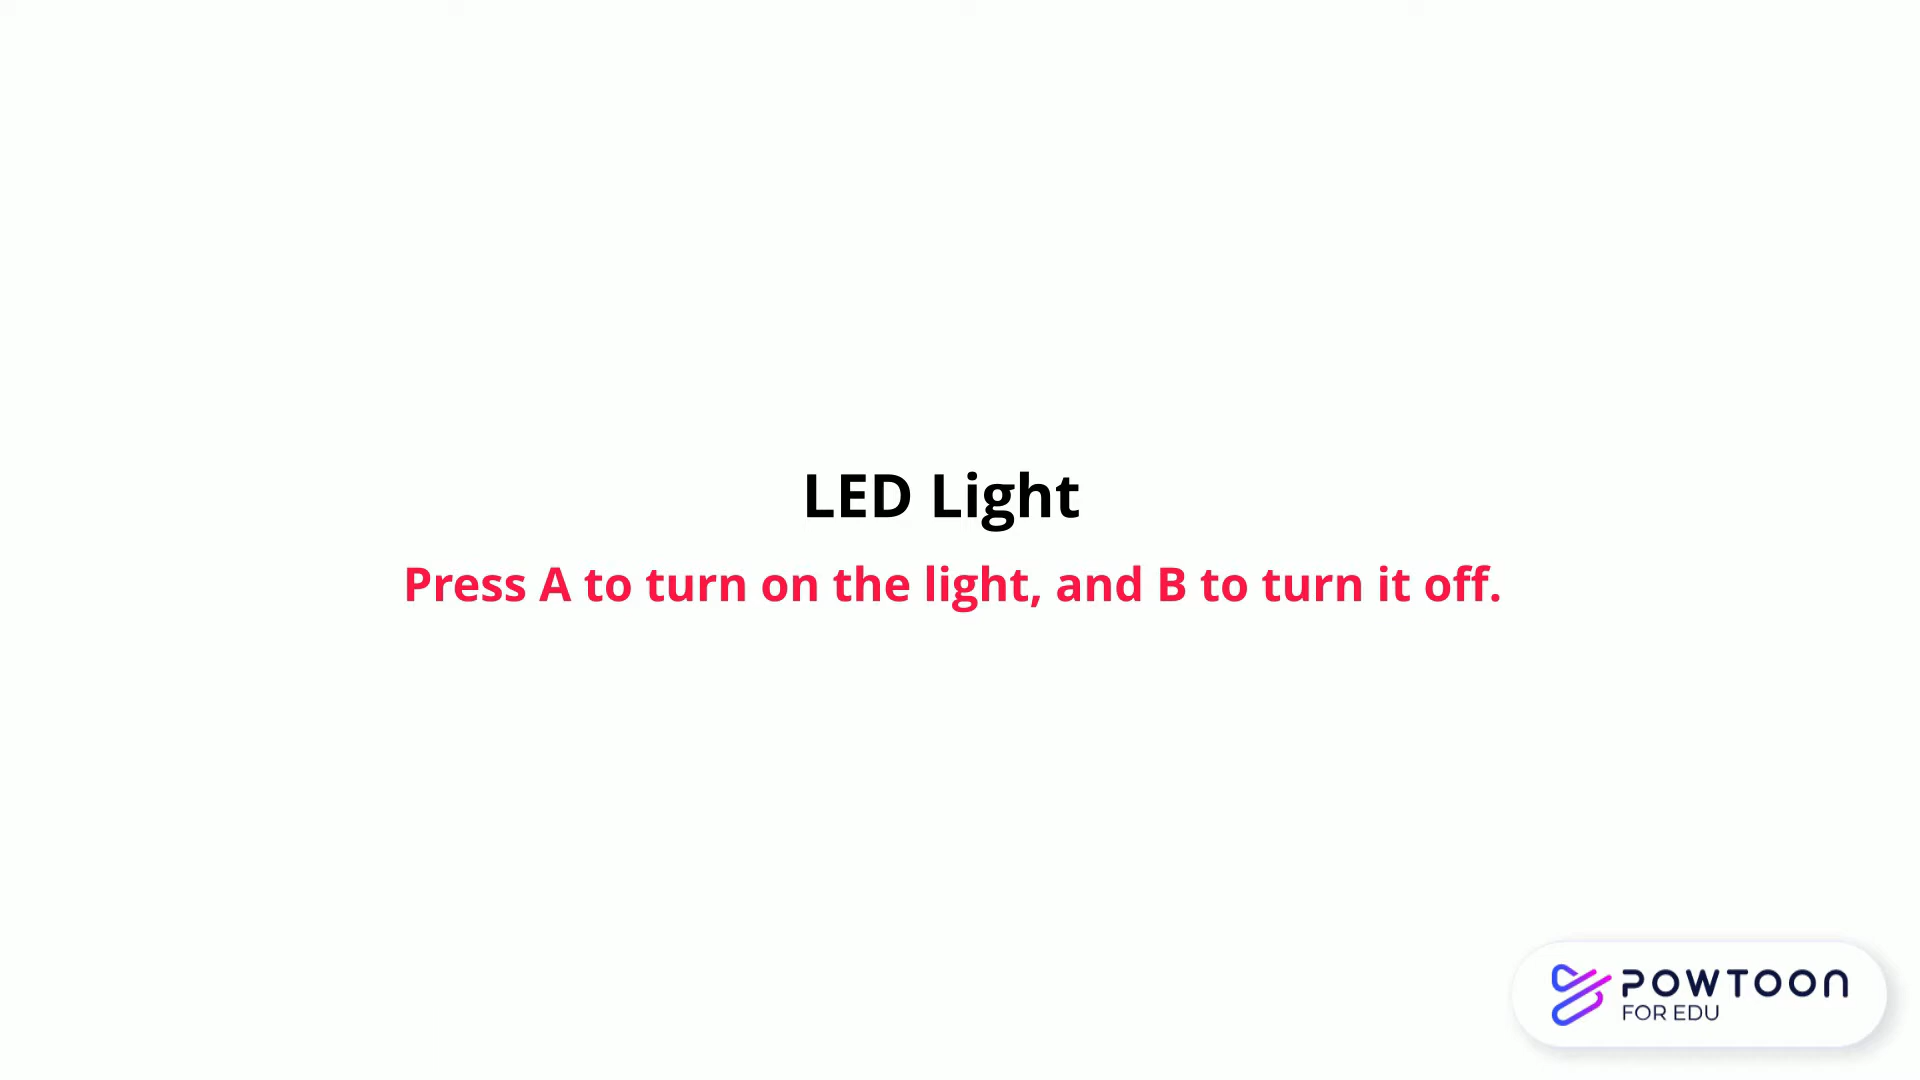 LED Light
Press A to turn on the light, and B to turn it off.
POWTOON
FOR EDU